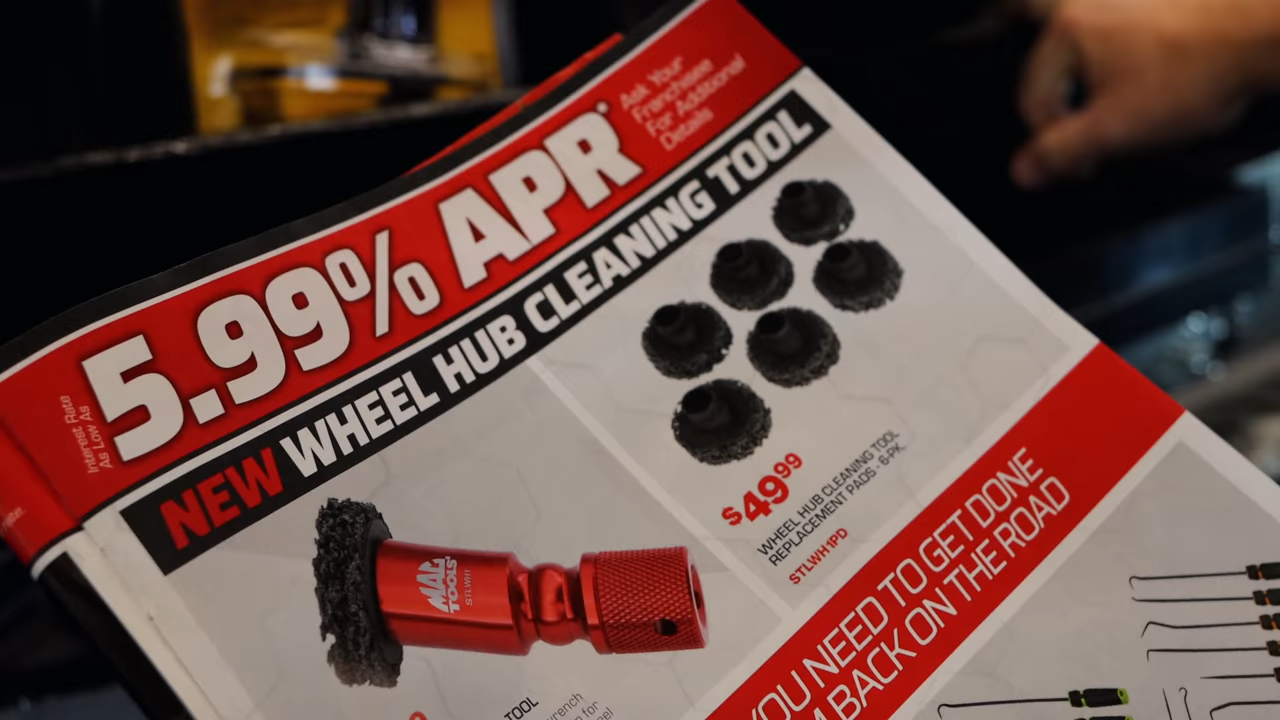 Interest Rate
As Low As
5.99% APR*
Ask Your
Franchisee
For Additional
Details
NEW WHEEL HUB CLEANING TOOL
$49.99
WHEEL HUB CLEANING TOOL
REPLACEMENT PADS - 6-PK.
STLWH1PD
MAC
TOOLS
STLWH1
YOU NEED TO GET DONE
BACK ON THE ROAD
TOOL